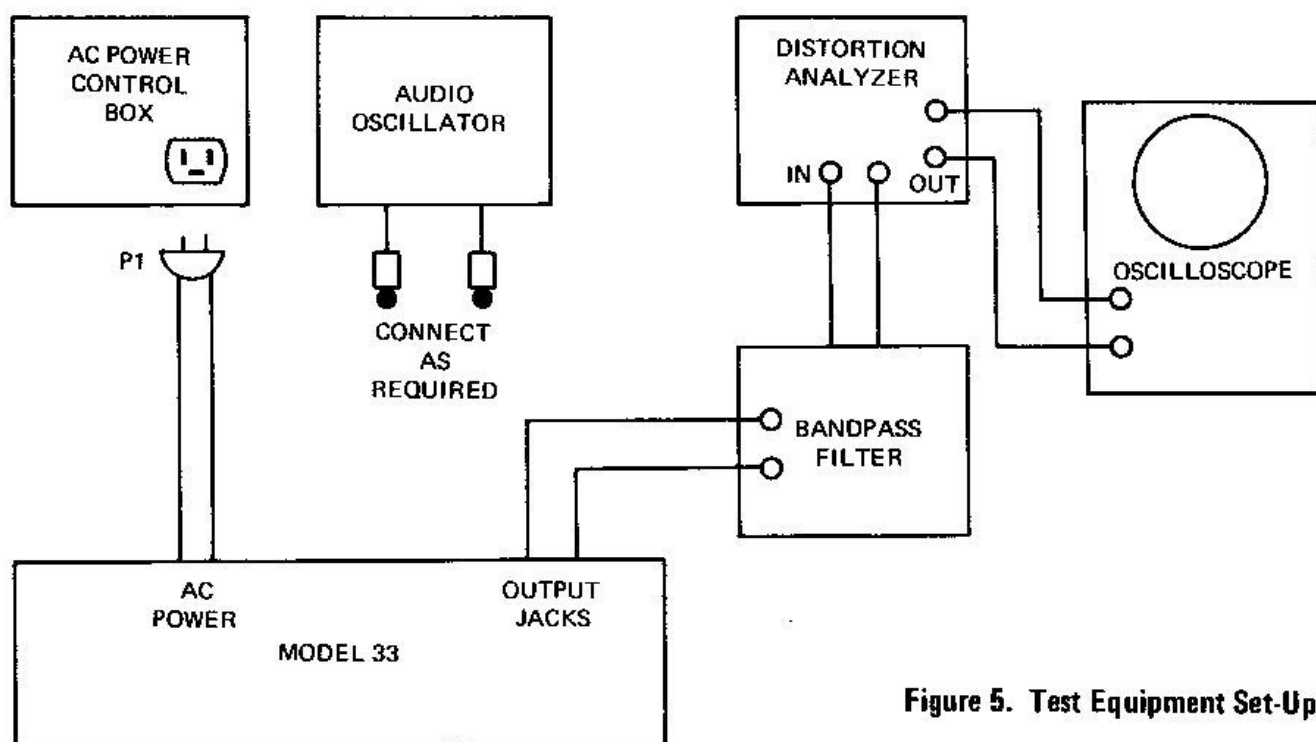 AC POWER
CONTROL
BOX
AUDIO
OSCILLATOR
DISTORTION
ANALYZER
IN
OUT
OSCILLOSCOPE
P1
CONNECT
AS
REQUIRED
BANDPASS
FILTER
AC
POWER
OUTPUT
JACKS
MODEL 33
Figure 5. Test Equipment Set-Up